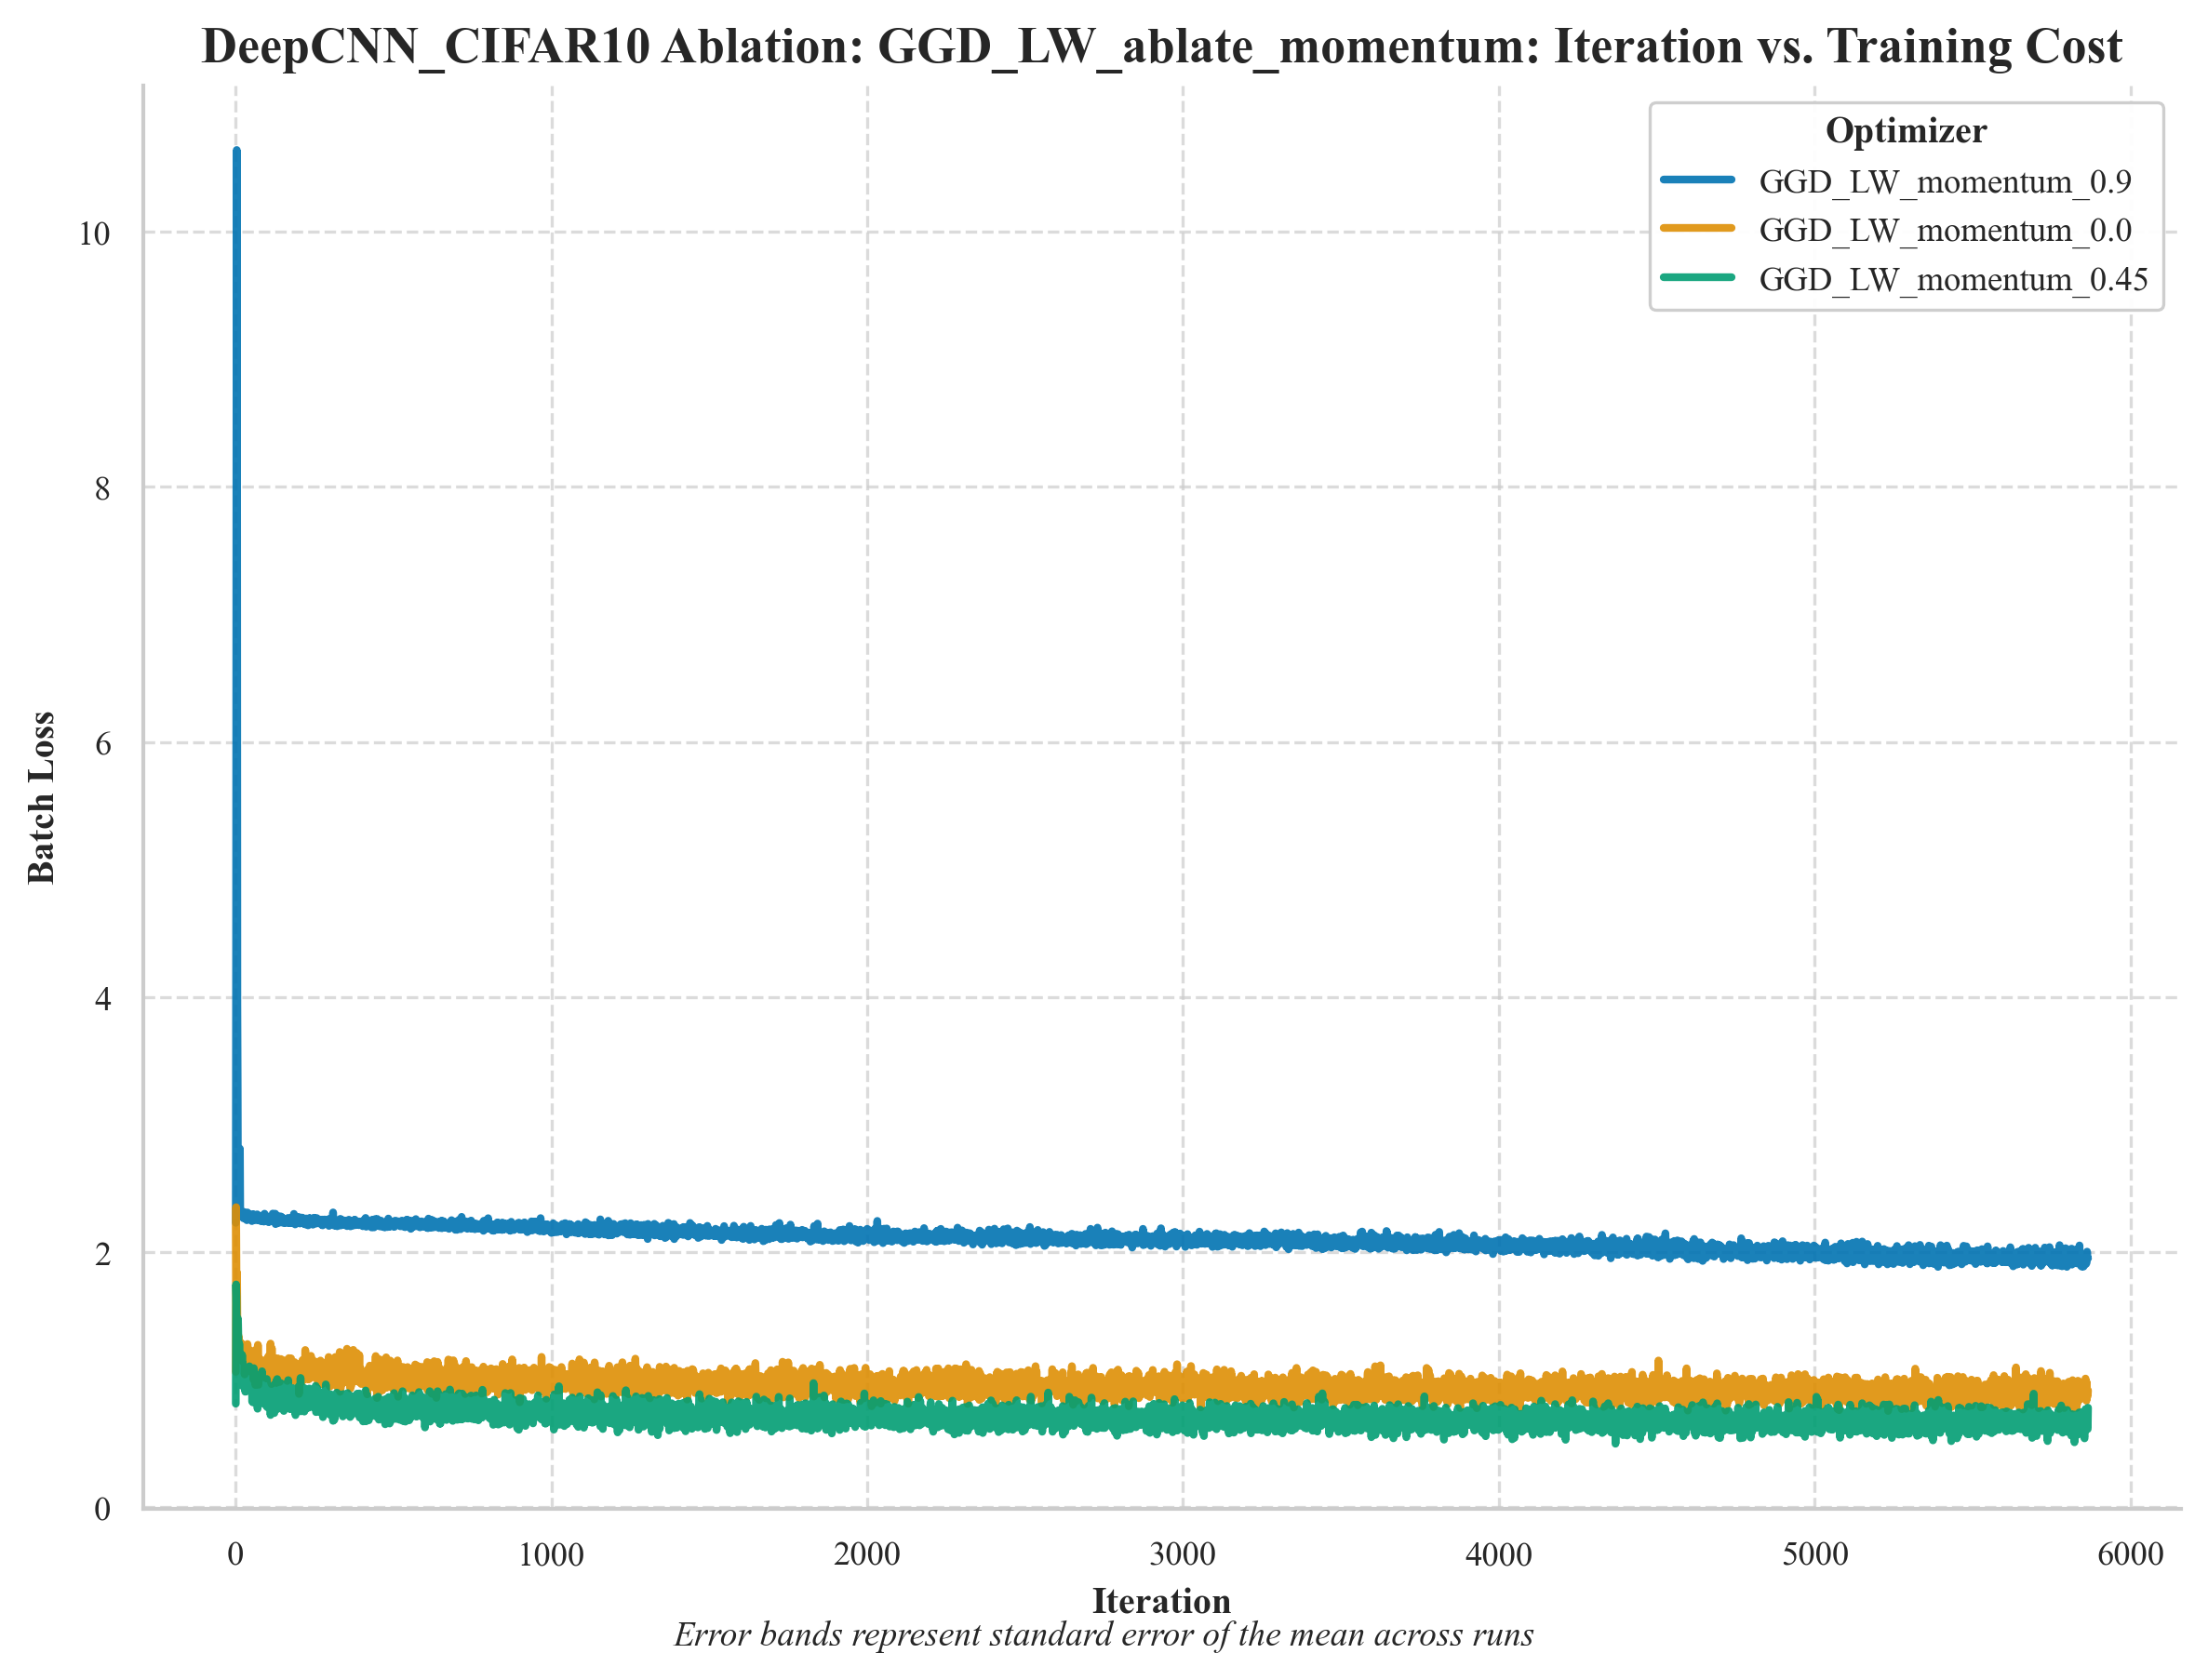 DeepCNN_CIFAR10 Ablation: GGD_LW_ablate_momentum: Iteration vs. Training Cost
Optimizer
GGD_LW_momentum_0.9
GGD_LW_momentum_0.0
GGD_LW_momentum_0.45
Batch Loss
10
8
6
4
2
0
0 1000 2000 3000 4000 5000 6000
Iteration
Error bands represent standard error of the mean across runs